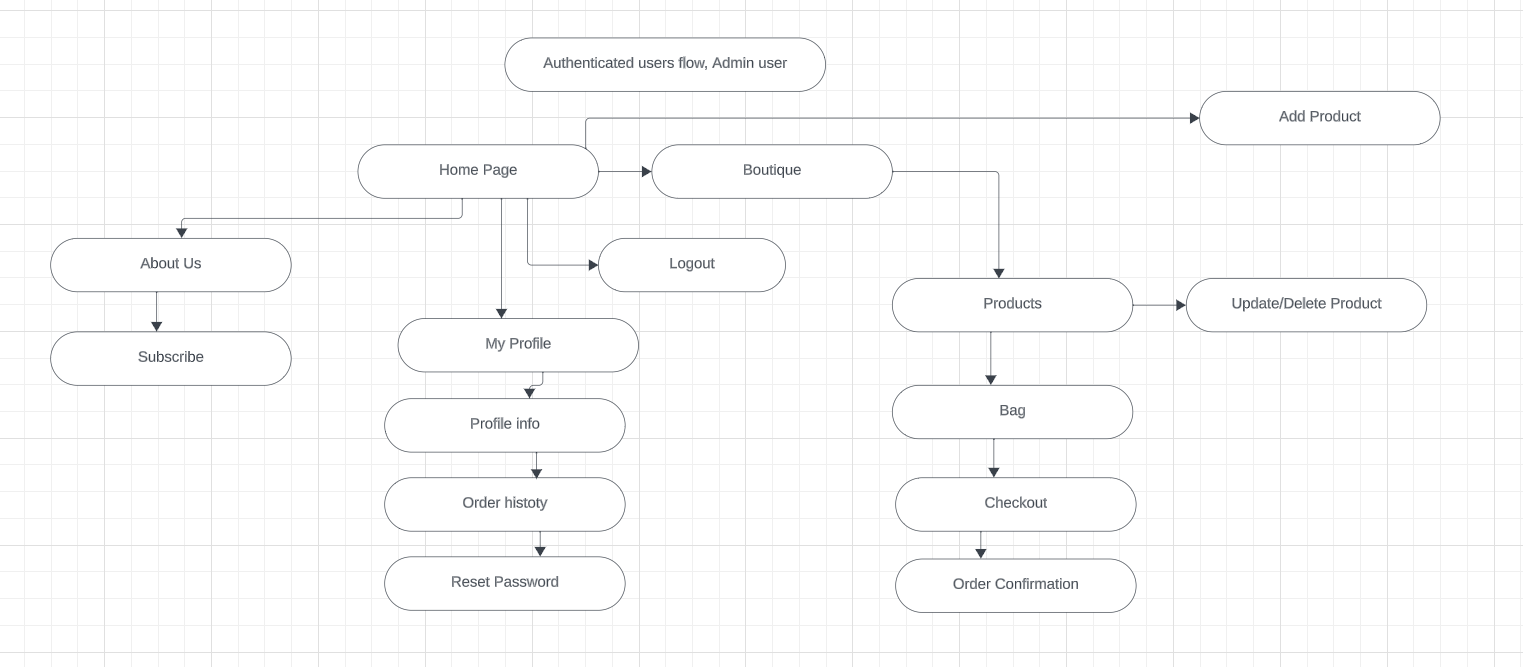 Authenticated users flow, Admin user
Add Product
Home Page
Boutique
About Us
Logout
Products
Update/Delete Product
My Profile
Subscribe
Profile info
Bag
Order histoty
Checkout
Reset Password
Order Confirmation